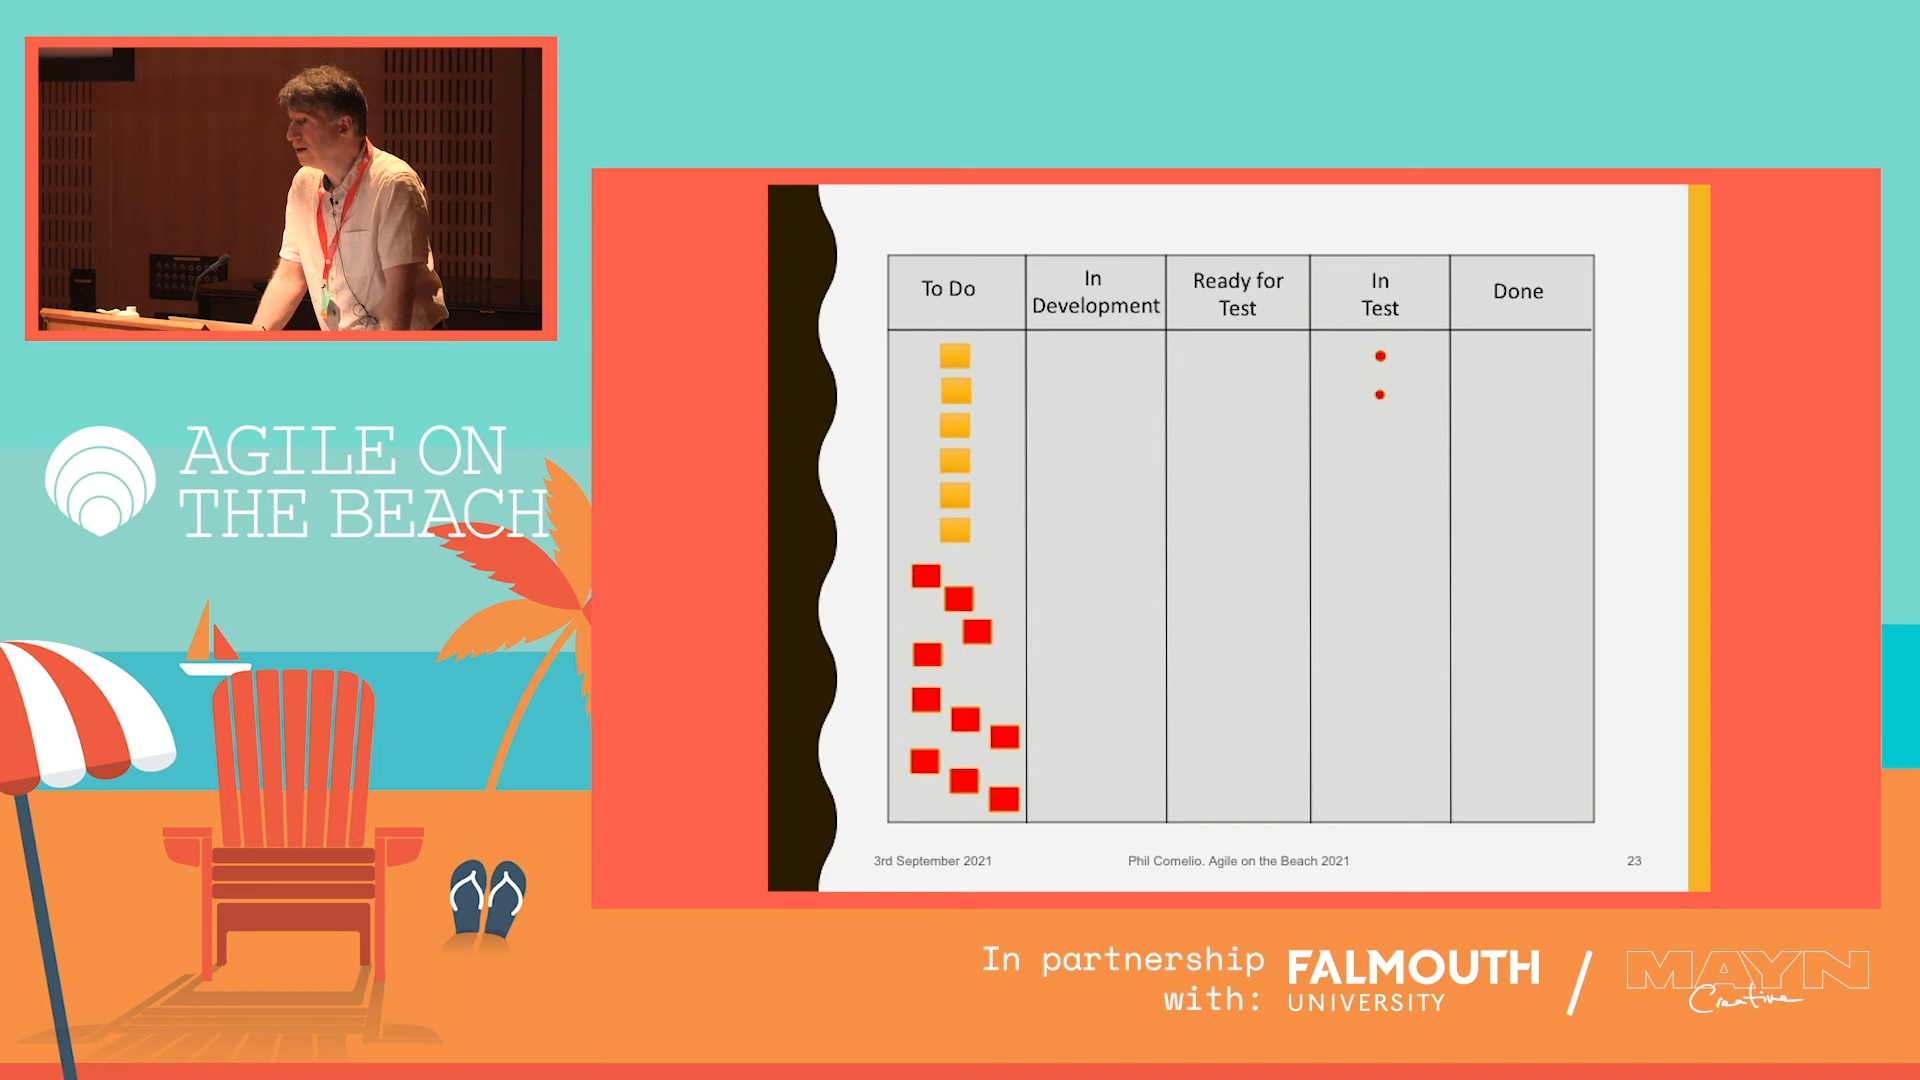 AGILE ON
THE BEACH
To Do
In
Development
Ready for
Test
In
Test
Done
3rd September 2021
Phil Comelio. Agile on the Beach 2021
23
In partnership
with:
FALMOUTH
UNIVERSITY
/
MAYN
Creative